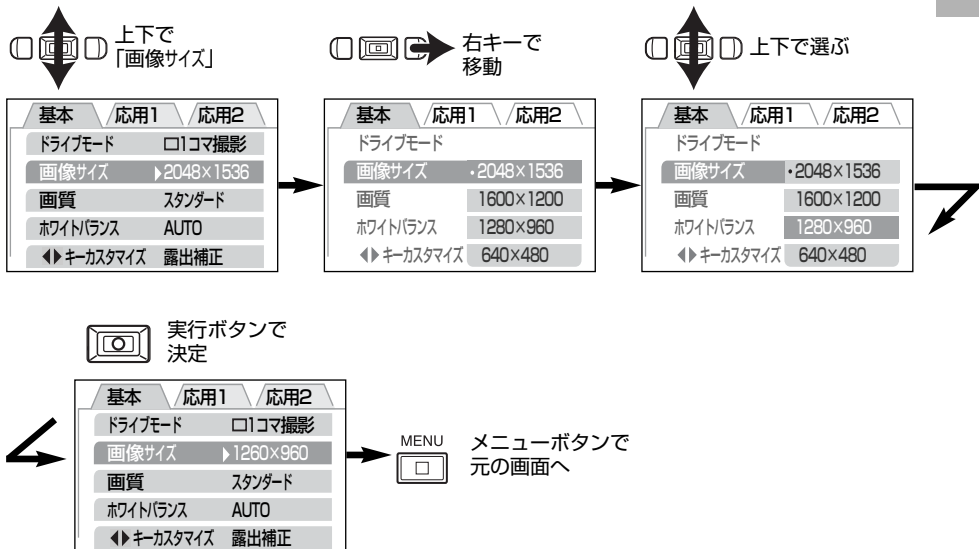 上下で
「画像サイズ」
基本 応用1 応用2
ドライブモード □1コマ撮影
画像サイズ ▶2048×1536
画質 スタンダード
ホワイトバランス AUTO
◀▶キーカスタマイズ 露出補正
右キーで
移動
基本 応用1 応用2
ドライブモード
画像サイズ ・2048×1536
画質 1600×1200
ホワイトバランス 1280×960
◀▶キーカスタマイズ 640×480
上下で選ぶ
基本 応用1 応用2
ドライブモード
画像サイズ ・2048×1536
画質 1600×1200
ホワイトバランス 1280×960
◀▶キーカスタマイズ 640×480
実行ボタンで
決定
基本 応用1 応用2
ドライブモード □1コマ撮影
画像サイズ ▶1260×960
画質 スタンダード
ホワイトバランス AUTO
◀▶キーカスタマイズ 露出補正
MENU
メニューボタンで
元の画面へ